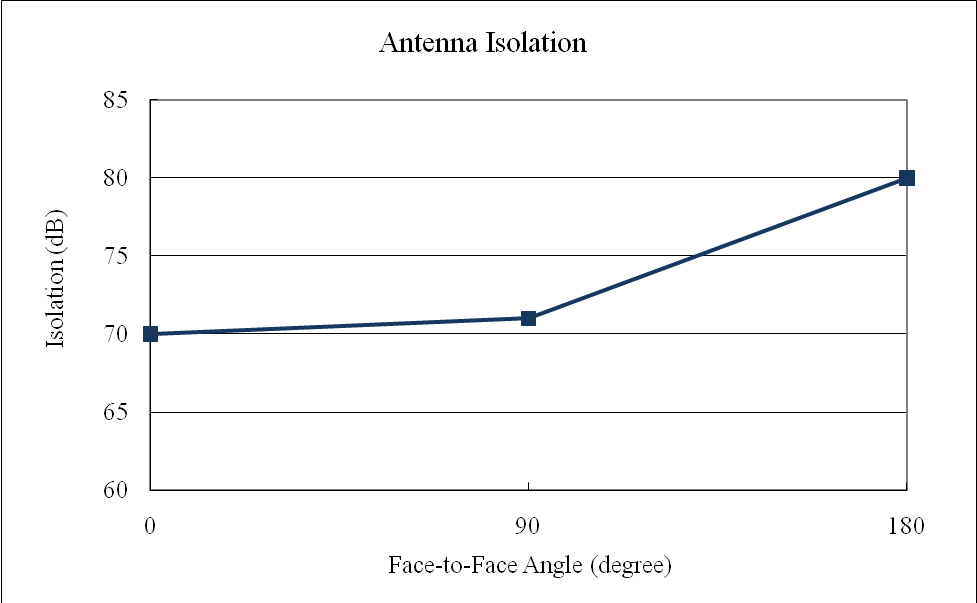 Antenna Isolation
85
80
75
70
65
60
Isolation (dB)
0 90 180
Face-to-Face Angle (degree)